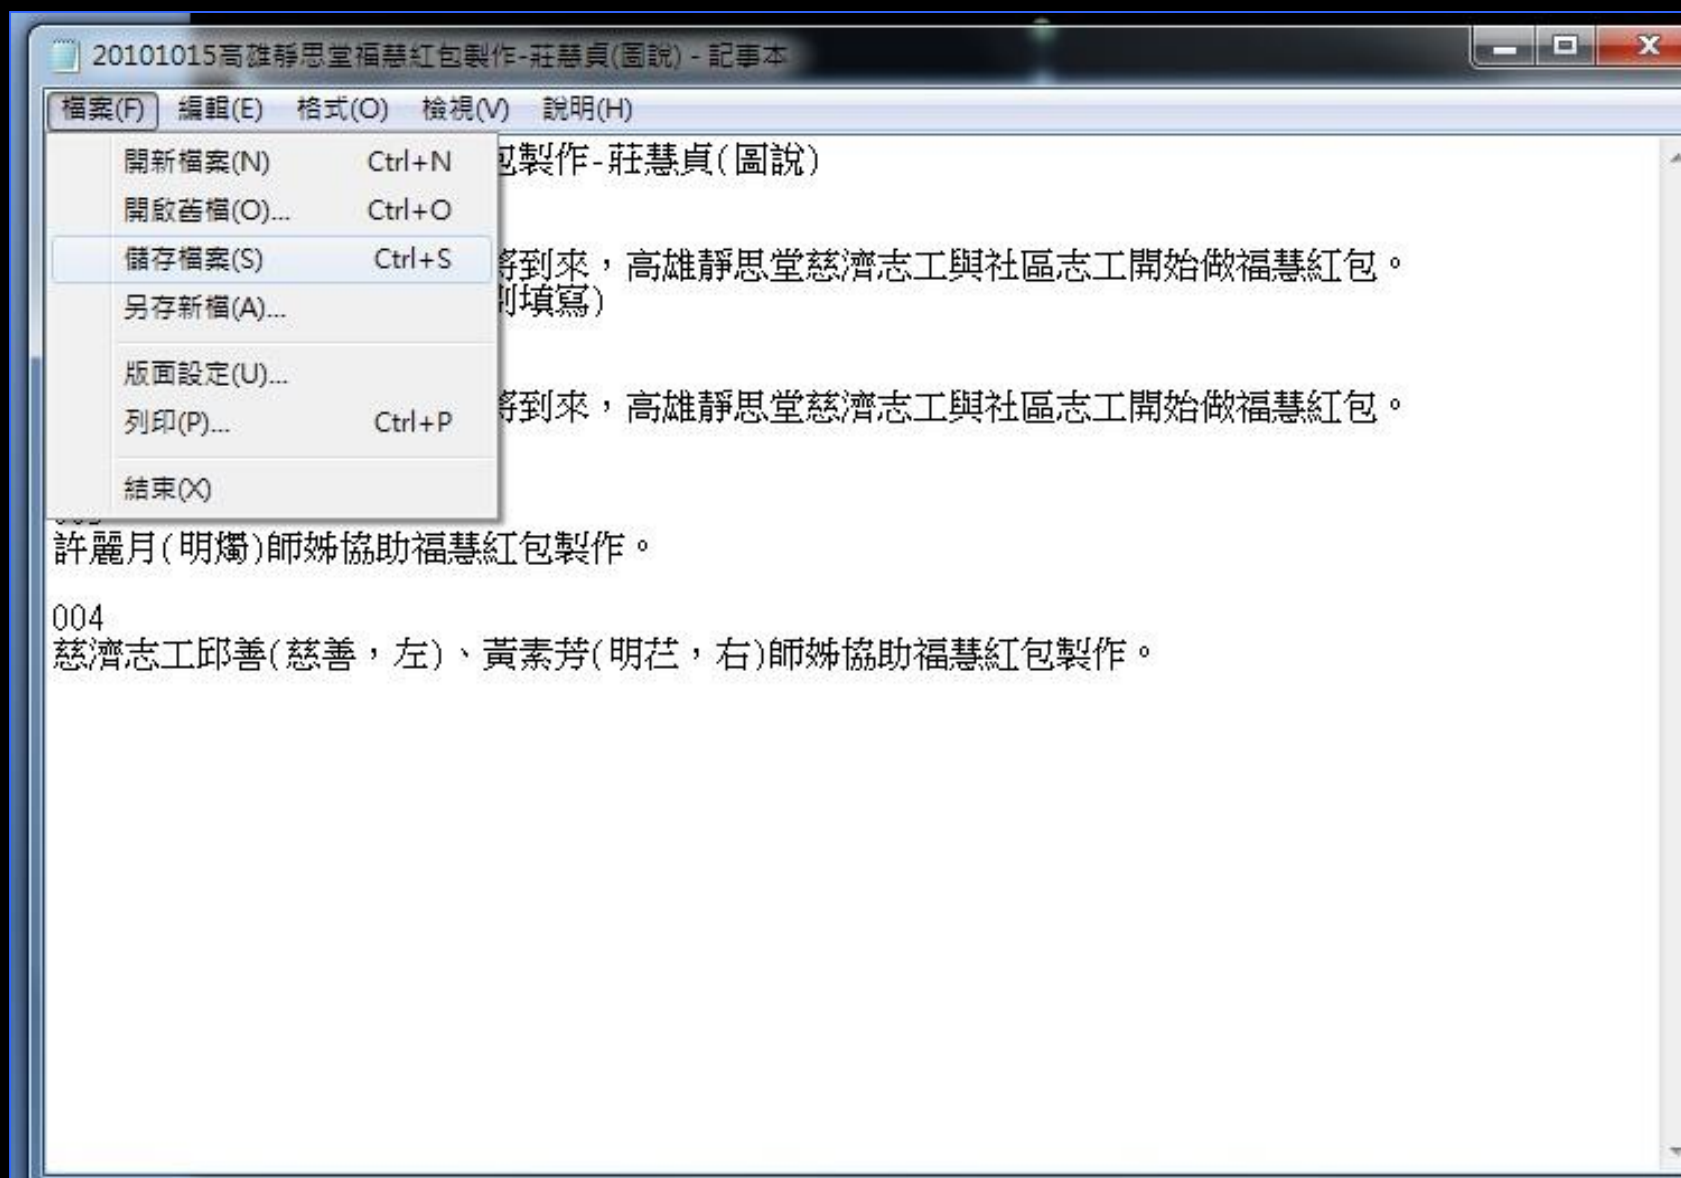 20101015高雄靜思堂福慧紅包製作-莊慧貞(圖說) - 記事本
檔案(F) 編輯(E) 格式(O) 檢視(V) 說明(H)
開新檔案(N) Ctrl+N
開啟舊檔(O)... Ctrl+O
儲存檔案(S) Ctrl+S
另存新檔(A)...
版面設定(U)...
列印(P)... Ctrl+P
結束(X)
包製作-莊慧貞(圖說)
將到來，高雄靜思堂慈濟志工與社區志工開始做福慧紅包。
別填寫)
將到來，高雄靜思堂慈濟志工與社區志工開始做福慧紅包。
許麗月(明燭)師姊協助福慧紅包製作。
004
慈濟志工邱善(慈善，左)、黃素芳(明芢，右)師姊協助福慧紅包製作。